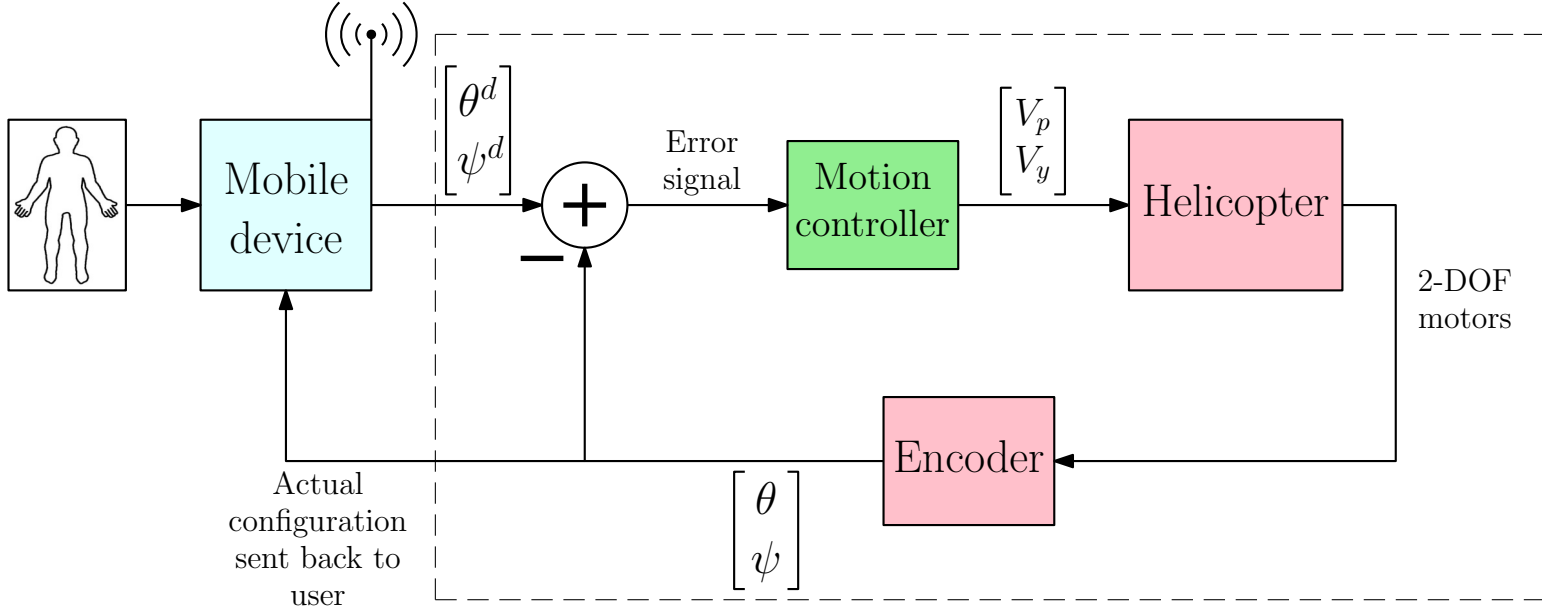 θ^d
ψ^d
Error
signal
V_p
V_y
Mobile
device
+
−
Motion
controller
Helicopter
2-DOF
motors
Encoder
θ
ψ
Actual
configuration
sent back to
user